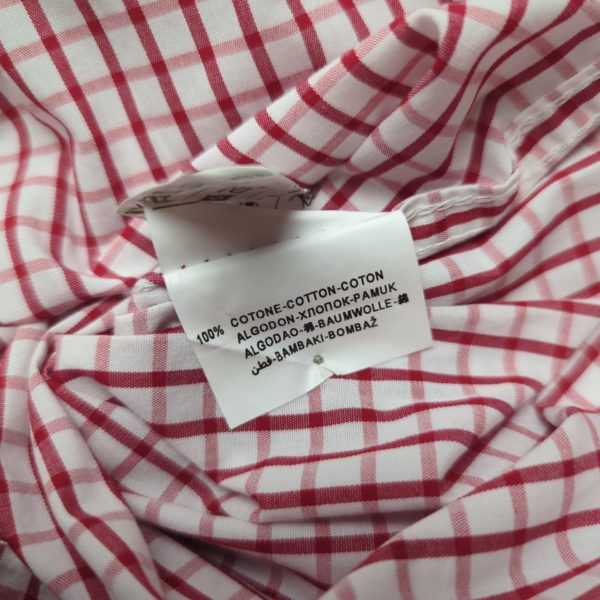 100% COTONE-COTTON-COTON
ALGODON-ХЛОПОК-PAMUK
ALGODAO-棉-BAUMWOLLE-綿
قطن-BAMBAKI-BOMBAŽ